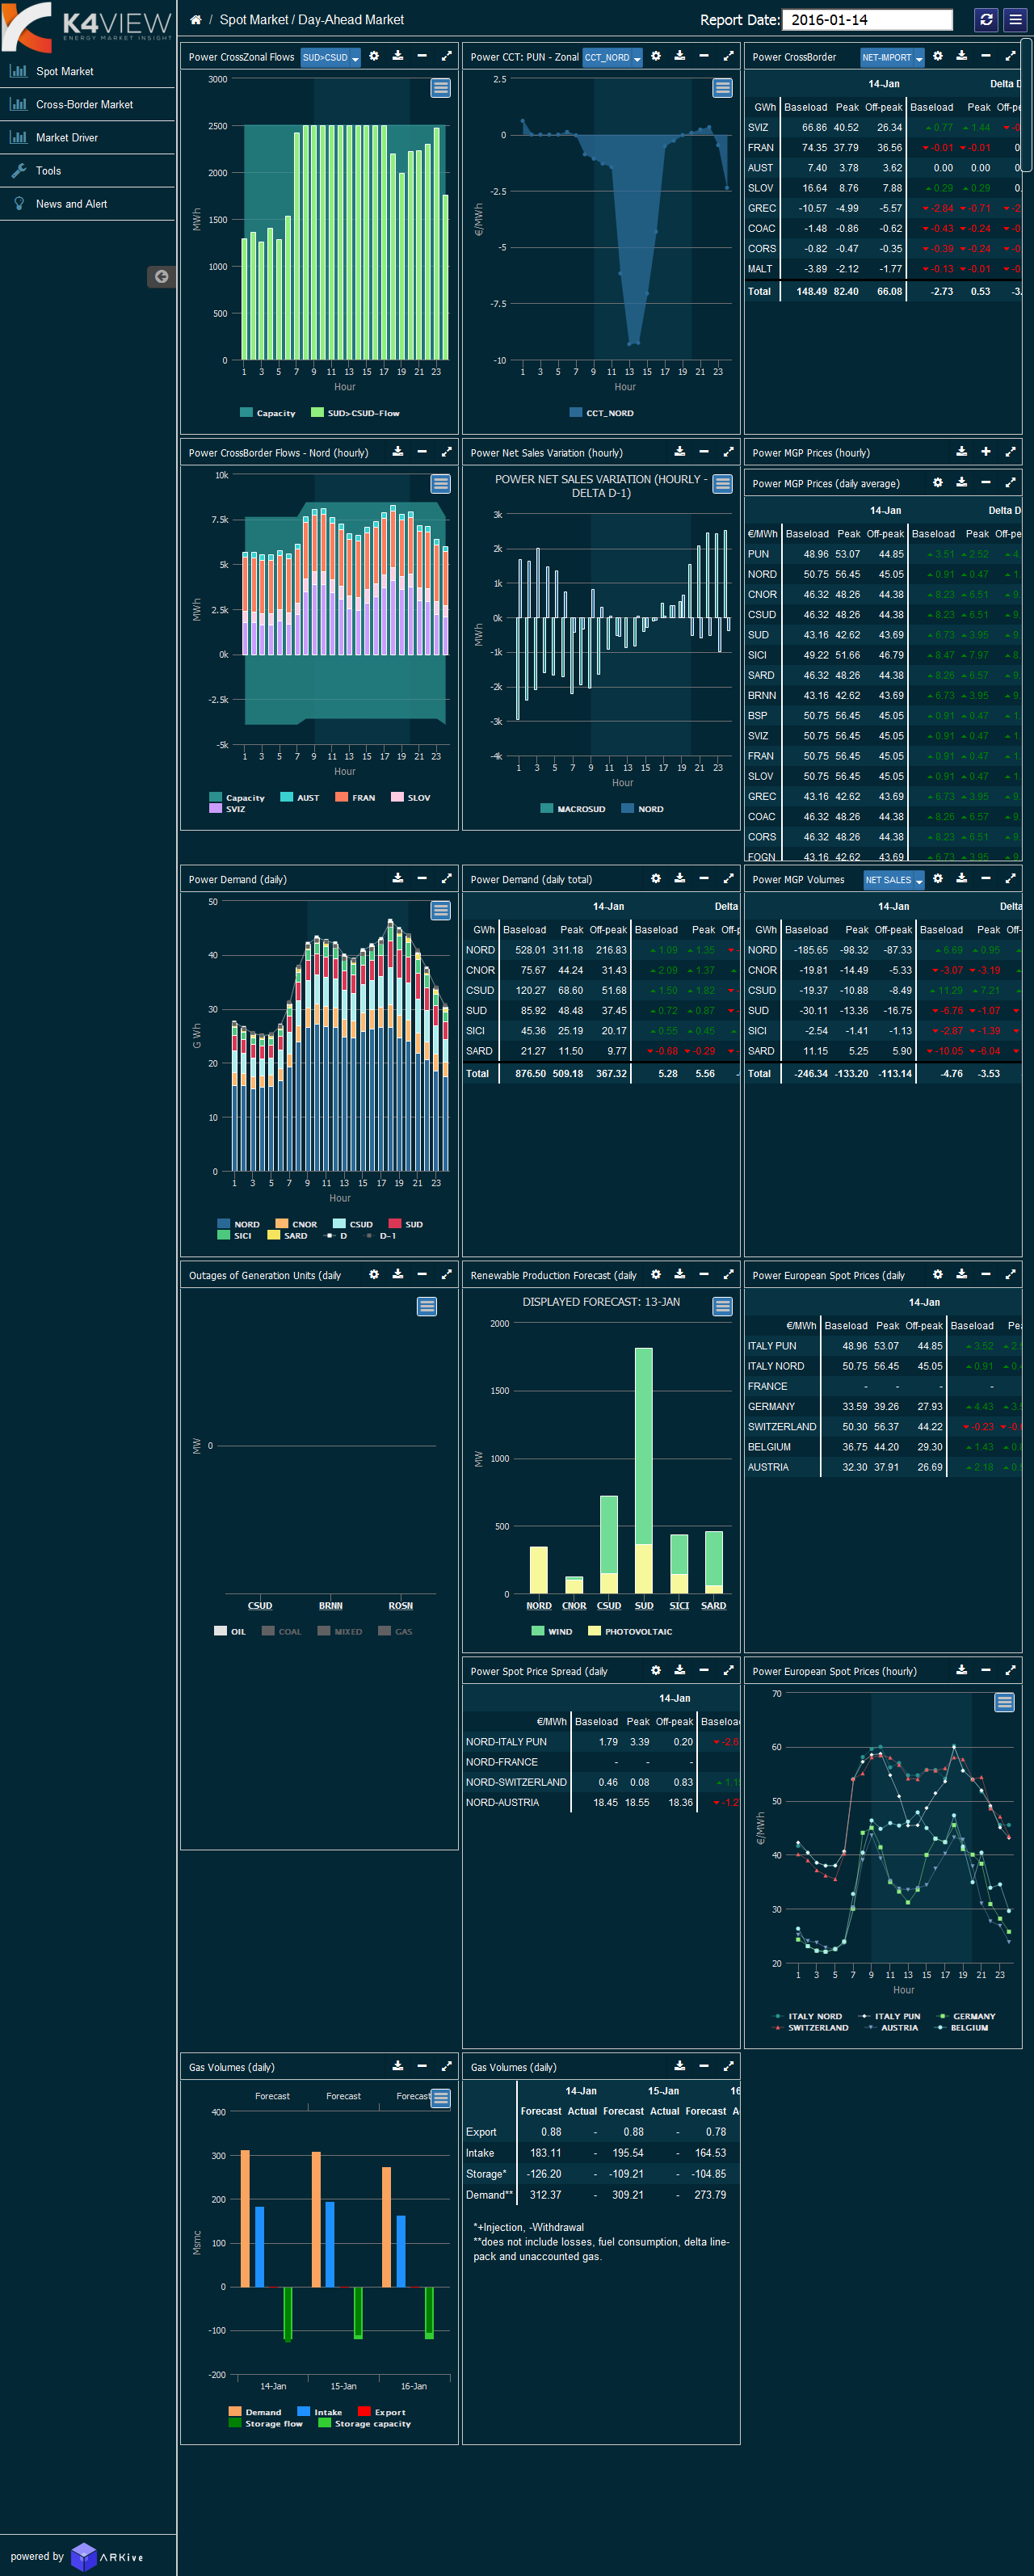 K4VIEW
ENERGY MARKET INSIGHT
/ Spot Market / Day-Ahead Market
Report Date: 2016-01-14
Spot Market
Cross-Border Market
Market Driver
Tools
News and Alert
Power CrossZonal Flows SUD>CSUD
3000
2500
2000
1500
1000
500
0
MWh
1 3 5 7 9 11 13 15 17 19 21 23
Hour
Capacity SUD>CSUD-Flow
Power CCT: PUN - Zonal CCT_NORD
2.5
0
-2.5
-5
-7.5
-10
€/MWh
1 3 5 7 9 11 13 15 17 19 21 23
Hour
CCT_NORD
Power CrossBorder NET-IMPORT
14-Jan Delta D
GWh Baseload Peak Off-peak Baseload Peak Off-p
SVIZ 66.86 40.52 26.34 0.77 1.44 -0
FRAN 74.35 37.79 36.56 -0.01 -0.01 0
AUST 7.40 3.78 3.62 0.00 0.00 0
SLOV 16.64 8.76 7.88 0.29 0.29 0.
GREC -10.57 -4.99 -5.57 -2.84 -0.71 -2
COAC -1.48 -0.86 -0.62 -0.43 -0.24 -0
CORS -0.82 -0.47 -0.35 -0.39 -0.24 -0
MALT -3.89 -2.12 -1.77 -0.13 -0.01 -0
Total 148.49 82.40 66.08 -2.73 0.53 -3.
Power CrossBorder Flows - Nord (hourly)
10k
7.5k
5k
2.5k
0k
-2.5k
-5k
MWh
1 3 5 7 9 11 13 15 17 19 21 23
Hour
Capacity AUST FRAN SLOV
SVIZ
Power Net Sales Variation (hourly)
POWER NET SALES VARIATION (HOURLY -
DELTA D-1)
3k
2k
1k
0k
-1k
-2k
-3k
-4k
MWh
1 3 5 7 9 11 13 15 17 19 21 23
Hour
MACROSUD NORD
Power MGP Prices (hourly)
Power MGP Prices (daily average)
14-Jan Delta D
€/MWh Baseload Peak Off-peak Baseload Peak Off-pe
PUN 48.96 53.07 44.85 3.51 2.52 4.
NORD 50.75 56.45 45.05 0.91 0.47 1.
CNOR 46.32 48.26 44.38 8.23 6.51 9.
CSUD 46.32 48.26 44.38 8.23 6.51 9.
SUD 43.16 42.62 43.69 6.73 3.95 9.
SICI 49.22 51.66 46.79 8.47 7.97 8.
SARD 46.32 48.26 44.38 8.26 6.57 9.
BRNN 43.16 42.62 43.69 6.73 3.95 9.
BSP 50.75 56.45 45.05 0.91 0.47 1.
SVIZ 50.75 56.45 45.05 0.91 0.47 1.
FRAN 50.75 56.45 45.05 0.91 0.47 1.
SLOV 50.75 56.45 45.05 0.91 0.47 1.
GREC 43.16 42.62 43.69 6.73 3.95 9.
COAC 46.32 48.26 44.38 8.26 6.57 9.
CORS 46.32 48.26 44.38 8.23 6.51 9.
FOGN 43.16 42.62 43.69 6.73 3.95 9.
Power Demand (daily)
50
40
30
20
10
0
G Wh
1 3 5 7 9 11 13 15 17 19 21 23
Hour
NORD CNOR CSUD SUD
SICI SARD D D-1
Power Demand (daily total)
14-Jan Delta
GWh Baseload Peak Off-peak Baseload Peak Off-p
NORD 528.01 311.18 216.83 1.09 1.35 -
CNOR 75.67 44.24 31.43 2.09 1.37
CSUD 120.27 68.60 51.68 1.50 1.82 -
SUD 85.92 48.48 37.45 0.72 0.87 -
SICI 45.36 25.19 20.17 0.55 0.45
SARD 21.27 11.50 9.77 -0.68 -0.29 -
Total 876.50 509.18 367.32 5.28 5.56 -
Power MGP Volumes NET SALES
14-Jan Delta
GWh Baseload Peak Off-peak Baseload Peak Off-
NORD -185.65 -98.32 -87.33 6.69 0.95
CNOR -19.81 -14.49 -5.33 -3.07 -3.19
CSUD -19.37 -10.88 -8.49 11.29 7.21
SUD -30.11 -13.36 -16.75 -6.76 -1.07
SICI -2.54 -1.41 -1.13 -2.87 -1.39
SARD 11.15 5.25 5.90 -10.05 -6.04
Total -246.34 -133.20 -113.14 -4.76 -3.53
Outages of Generation Units (daily
MW
0
CSUD BRNN ROSN
OIL COAL MIXED GAS
Renewable Production Forecast (daily
DISPLAYED FORECAST: 13-JAN
2000
1500
1000
500
0
MW
NORD CNOR CSUD SUD SICI SARD
WIND PHOTOVOLTAIC
Power European Spot Prices (daily
14-Jan
€/MWh Baseload Peak Off-peak Baseload Pea
ITALY PUN 48.96 53.07 44.85 3.52 2.
ITALY NORD 50.75 56.45 45.05 0.91 0.
FRANCE - - - -
GERMANY 33.59 39.26 27.93 4.43 3.
SWITZERLAND 50.30 56.37 44.22 -0.23 -0.
BELGIUM 36.75 44.20 29.30 1.43 0.
AUSTRIA 32.30 37.91 26.69 2.18 0.
Power Spot Price Spread (daily
14-Jan
€/MWh Baseload Peak Off-peak Baseloa
NORD-ITALY PUN 1.79 3.39 0.20 -2.6
NORD-FRANCE - - -
NORD-SWITZERLAND 0.46 0.08 0.83 1.1
NORD-AUSTRIA 18.45 18.55 18.36 -1.2
Power European Spot Prices (hourly)
70
60
50
40
30
20
€/MWh
1 3 5 7 9 11 13 15 17 19 21 23
Hour
ITALY NORD ITALY PUN GERMANY
SWITZERLAND AUSTRIA BELGIUM
Gas Volumes (daily)
Forecast Forecast Forecast
400
300
200
100
0
-100
-200
Msmc
14-Jan 15-Jan 16-Jan
Demand Intake Export
Storage flow Storage capacity
Gas Volumes (daily)
14-Jan 15-Jan 16
Forecast Actual Forecast Actual Forecast A
Export 0.88 - 0.88 - 0.78
Intake 183.11 - 195.54 - 164.53
Storage* -126.20 - -109.21 - -104.85
Demand** 312.37 - 309.21 - 273.79
*+Injection, -Withdrawal
**does not include losses, fuel consumption, delta line-
pack and unaccounted gas.
powered by ARKive